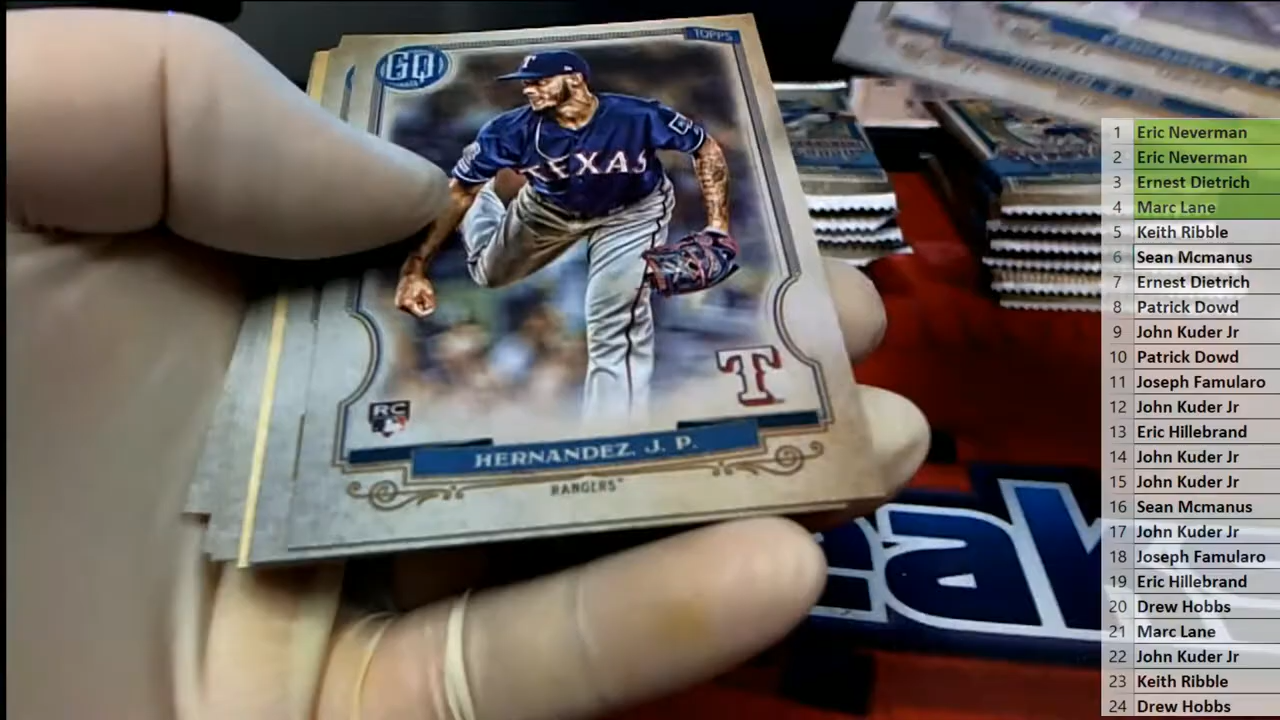 TOPPS
GQ
TEXAS
T
RC
HERNANDEZ, J. P.
RANGERS
1 Eric Neverman
2 Eric Neverman
3 Ernest Dietrich
4 Marc Lane
5 Keith Ribble
6 Sean Mcmanus
7 Ernest Dietrich
8 Patrick Dowd
9 John Kuder Jr
10 Patrick Dowd
11 Joseph Famularo
12 John Kuder Jr
13 Eric Hillebrand
14 John Kuder Jr
15 John Kuder Jr
16 Sean Mcmanus
17 John Kuder Jr
18 Joseph Famularo
19 Eric Hillebrand
20 Drew Hobbs
21 Marc Lane
22 John Kuder Jr
23 Keith Ribble
24 Drew Hobbs